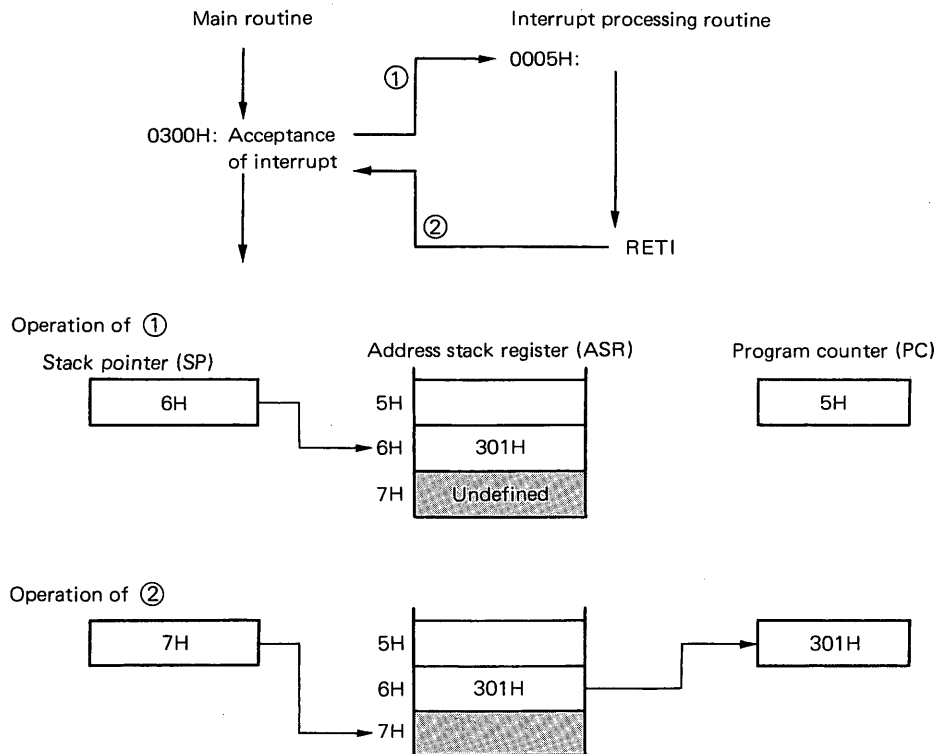 Main routine
Interrupt processing routine
①
0005H:
0300H: Acceptance
of interrupt
②
RETI
Operation of ①
Stack pointer (SP)
Address stack register (ASR)
Program counter (PC)
6H
5H
5H
6H
301H
7H
Undefined
Operation of ②
7H
5H
301H
6H
301H
7H